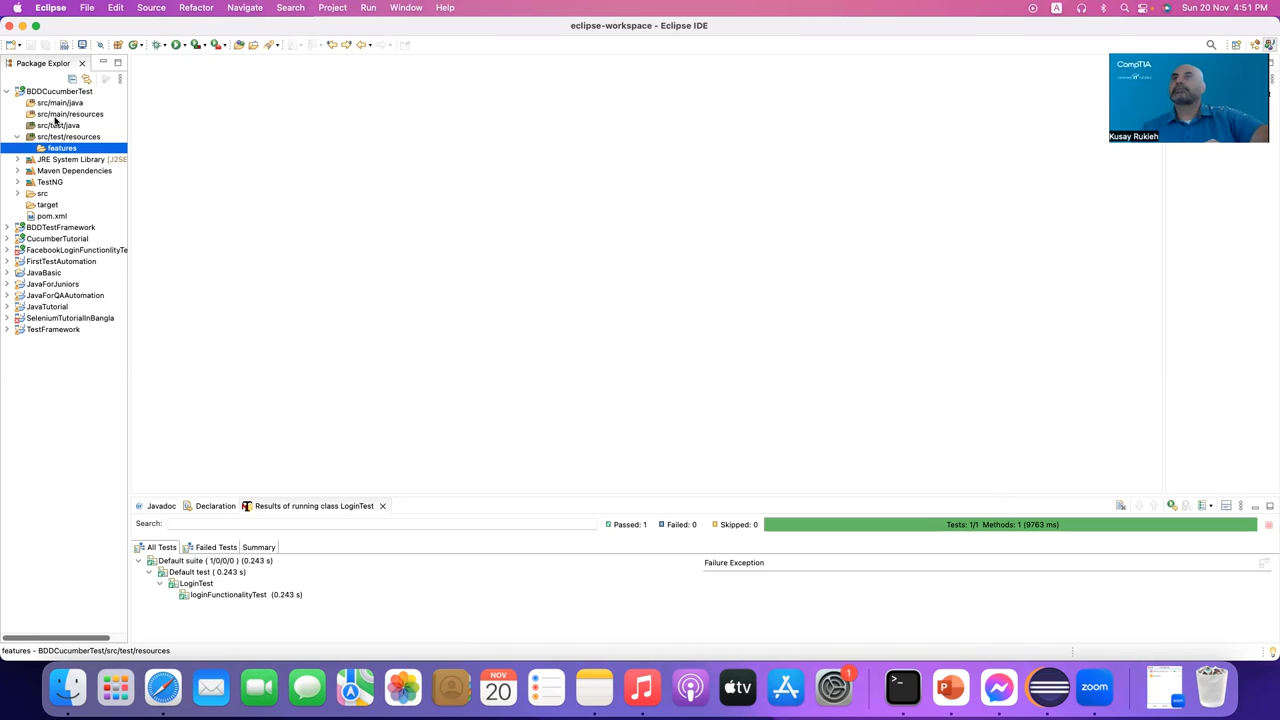 Eclipse File Edit Source Refactor Navigate Search Project Run Window Help
Sun 20 Nov 4:51 PM
eclipse-workspace - Eclipse IDE
Package Explor
BDDCucumberTest
src/main/java
src/main/resources
src/test/java
src/test/resources
features
JRE System Library [J2SE
Maven Dependencies
TestNG
src
target
pom.xml
BDDTestFramework
CucumberTutorial
FacebookLoginFunctionlityTe
FirstTestAutomation
JavaBasic
JavaForJuniors
JavaForQAAutomation
JavaTutorial
SeleniumTutorialInBangla
TestFramework
CompTIA
Kusay Rukieh
Javadoc Declaration Results of running class LoginTest
Search: Passed: 1 Failed: 0 Skipped: 0 Tests: 1/1 Methods: 1 (9763 ms)
All Tests Failed Tests Summary
Default suite ( 1/0/0/0 ) (0.243 s)
Default test ( 0.243 s)
LoginTest
loginFunctionalityTest (0.243 s)
Failure Exception
features - BDDCucumberTest/src/test/resources
NOV
20
tv
1
zoom